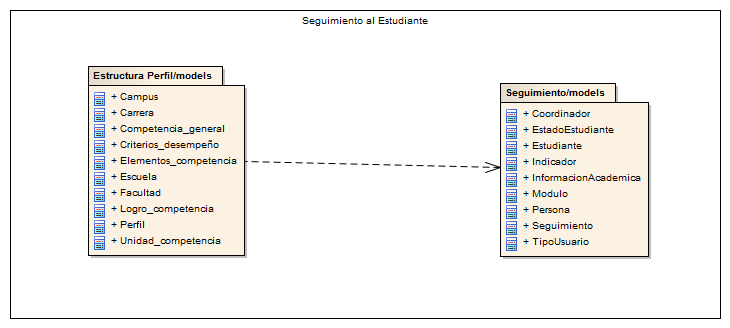 Seguimiento al Estudiante
Estructura Perfil/models
+ Campus
+ Carrera
+ Competencia_general
+ Criterios_desempeño
+ Elementos_competencia
+ Escuela
+ Facultad
+ Logro_competencia
+ Perfil
+ Unidad_competencia
Seguimiento/models
+ Coordinador
+ EstadoEstudiante
+ Estudiante
+ Indicador
+ InformacionAcademica
+ Modulo
+ Persona
+ Seguimiento
+ TipoUsuario